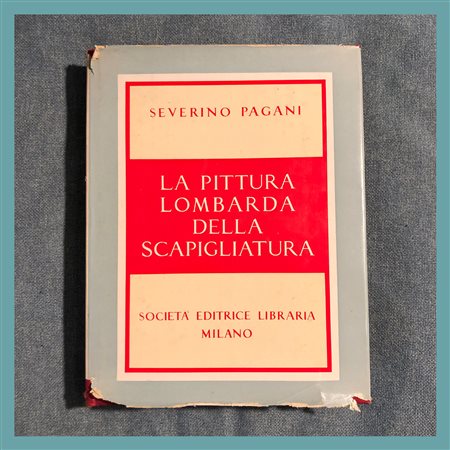 SEVERINO PAGANI
LA PITTURA
LOMBARDA
DELLA
SCAPIGLIATURA
SOCIETÀ EDITRICE LIBRARIA
MILANO